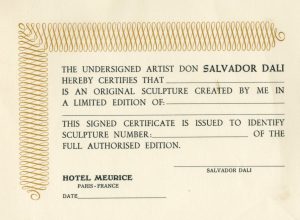 THE UNDERSIGNED ARTIST DON SALVADOR DALI
HEREBY CERTIFIES THAT
IS AN ORIGINAL SCULPTURE CREATED BY ME IN
A LIMITED EDITION OF:
THIS SIGNED CERTIFICATE IS ISSUED TO IDENTIFY
SCULPTURE NUMBER: OF THE
FULL AUTHORISED EDITION.
SALVADOR DALI
HOTEL MEURICE
PARIS - FRANCE
DATE